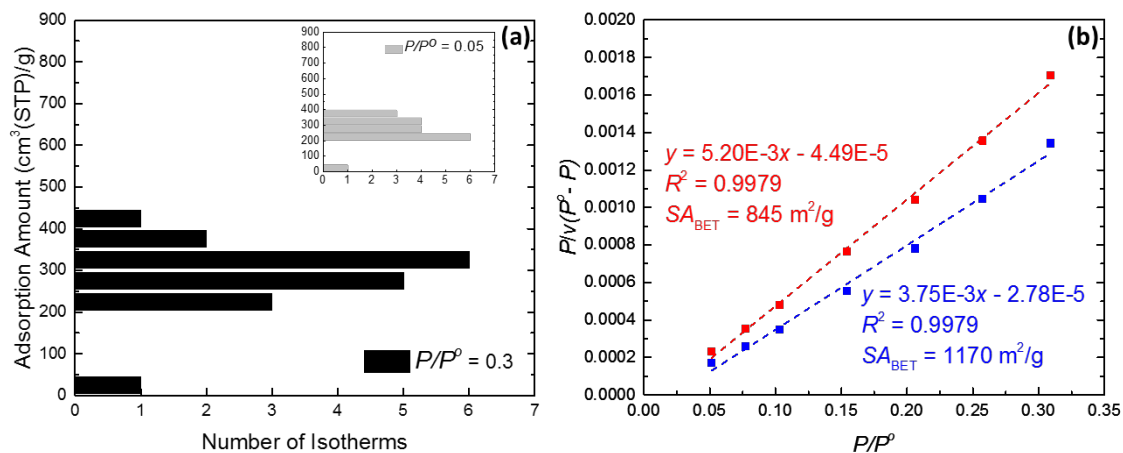 (a)
Adsorption Amount (cm³(STP)/g)
900
800
700
600
500
400
300
200
100
0
0 1 2 3 4 5 6 7
Number of Isotherms
P/Pº = 0.3
900
800
700
600
500
400
300
200
100
0
0 1 2 3 4 5 6 7
P/Pº = 0.05
(b)
P/v(Pº - P)
0.0020
0.0018
0.0016
0.0014
0.0012
0.0010
0.0008
0.0006
0.0004
0.0002
0.0000
y = 5.20E-3x - 4.49E-5
R² = 0.9979
SA_BET = 845 m²/g
y = 3.75E-3x - 2.78E-5
R² = 0.9979
SA_BET = 1170 m²/g
0.00 0.05 0.10 0.15 0.20 0.25 0.30 0.35
P/Pº